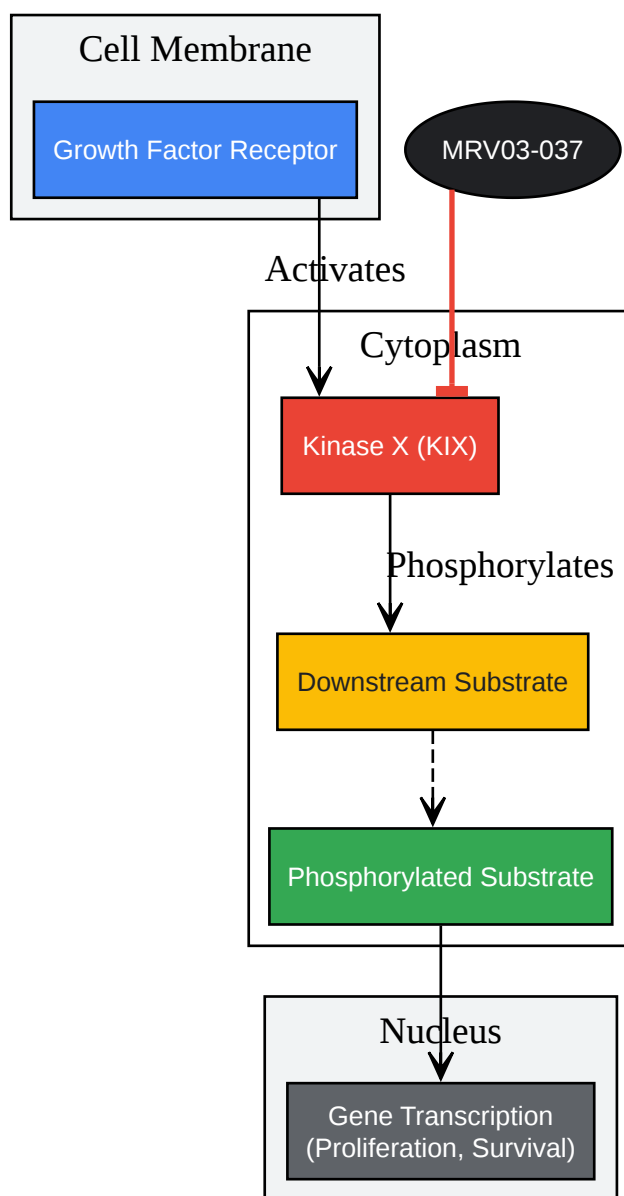 Cell Membrane
Growth Factor Receptor
MRV03-037
Activates
Cytoplasm
Kinase X (KIX)
Phosphorylates
Downstream Substrate
Phosphorylated Substrate
Nucleus
Gene Transcription
(Proliferation, Survival)